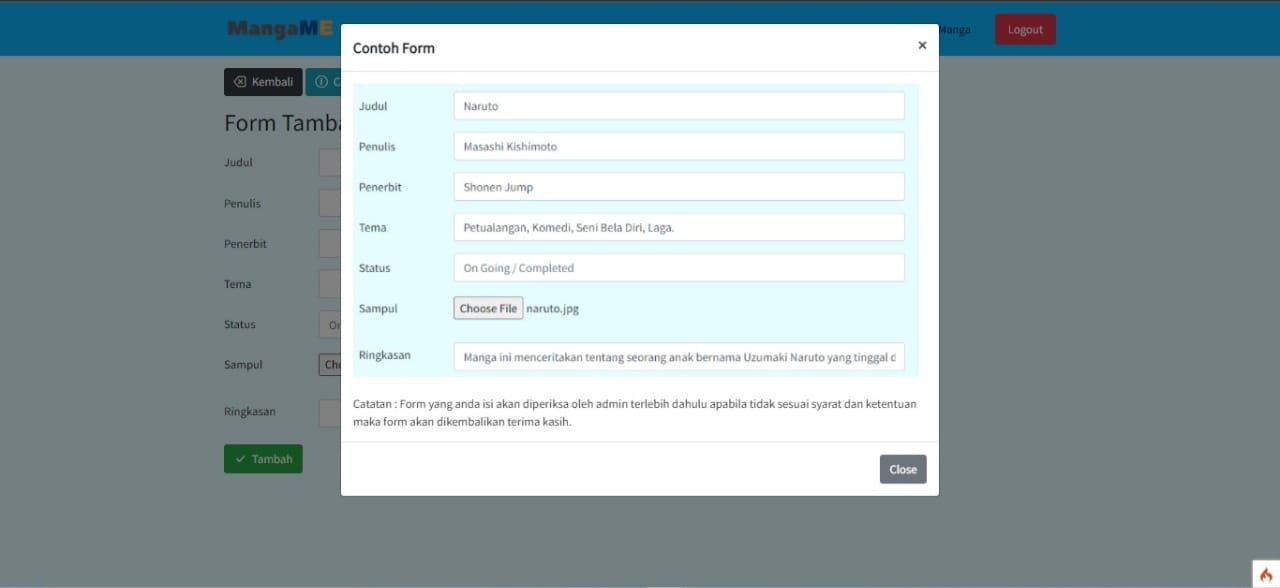 MangaME
Manga
Logout
Contoh Form
×
Kembali
Form Tamba
Judul
Penulis
Penerbit
Tema
Status
Sampul
Ringkasan
Tambah
Judul
Naruto
Penulis
Masashi Kishimoto
Penerbit
Shonen Jump
Tema
Petualangan, Komedi, Seni Bela Diri, Laga.
Status
On Going / Completed
Sampul
Choose File naruto.jpg
Ringkasan
Manga ini menceritakan tentang seorang anak bernama Uzumaki Naruto yang tinggal d
Catatan : Form yang anda isi akan diperiksa oleh admin terlebih dahulu apabila tidak sesuai syarat dan ketentuan
maka form akan dikembalikan terima kasih.
Close